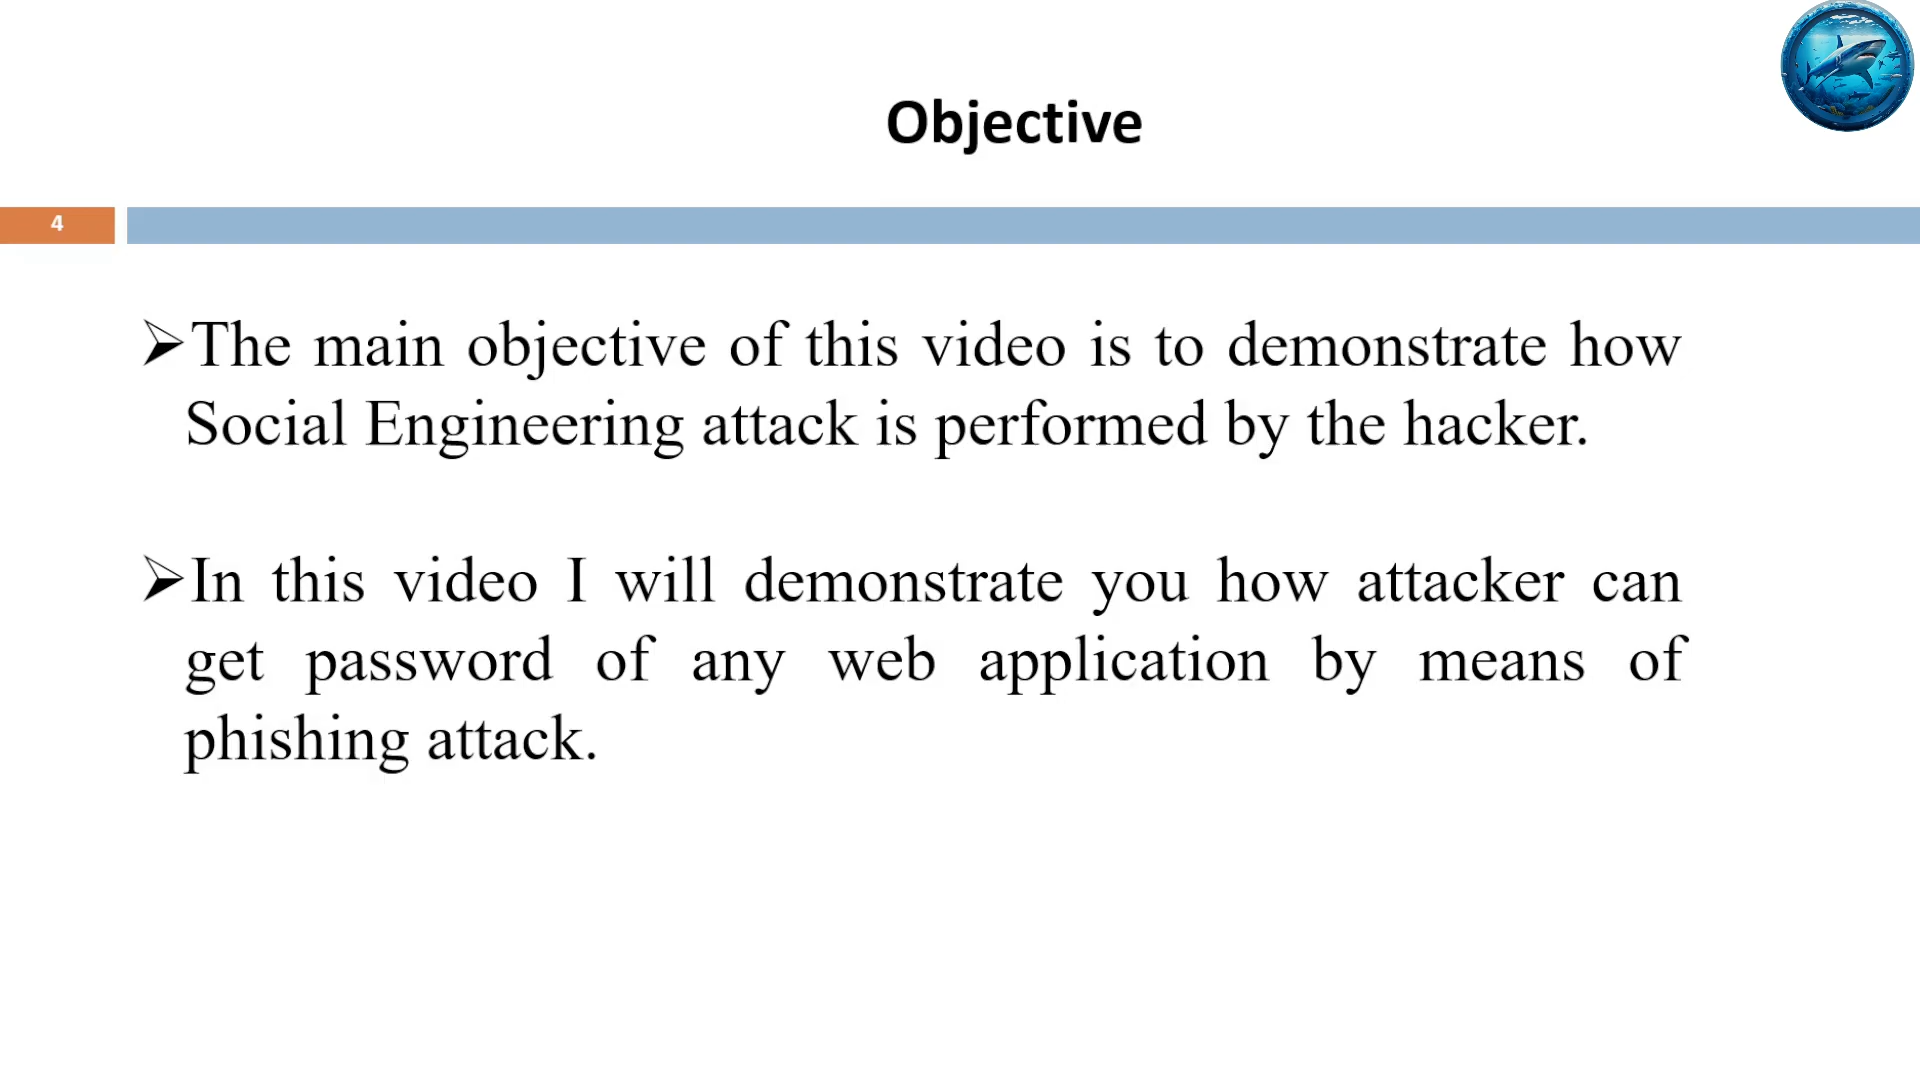 Objective
4
➢The main objective of this video is to demonstrate how
Social Engineering attack is performed by the hacker.
➢In this video I will demonstrate you how attacker can
get password of any web application by means of
phishing attack.